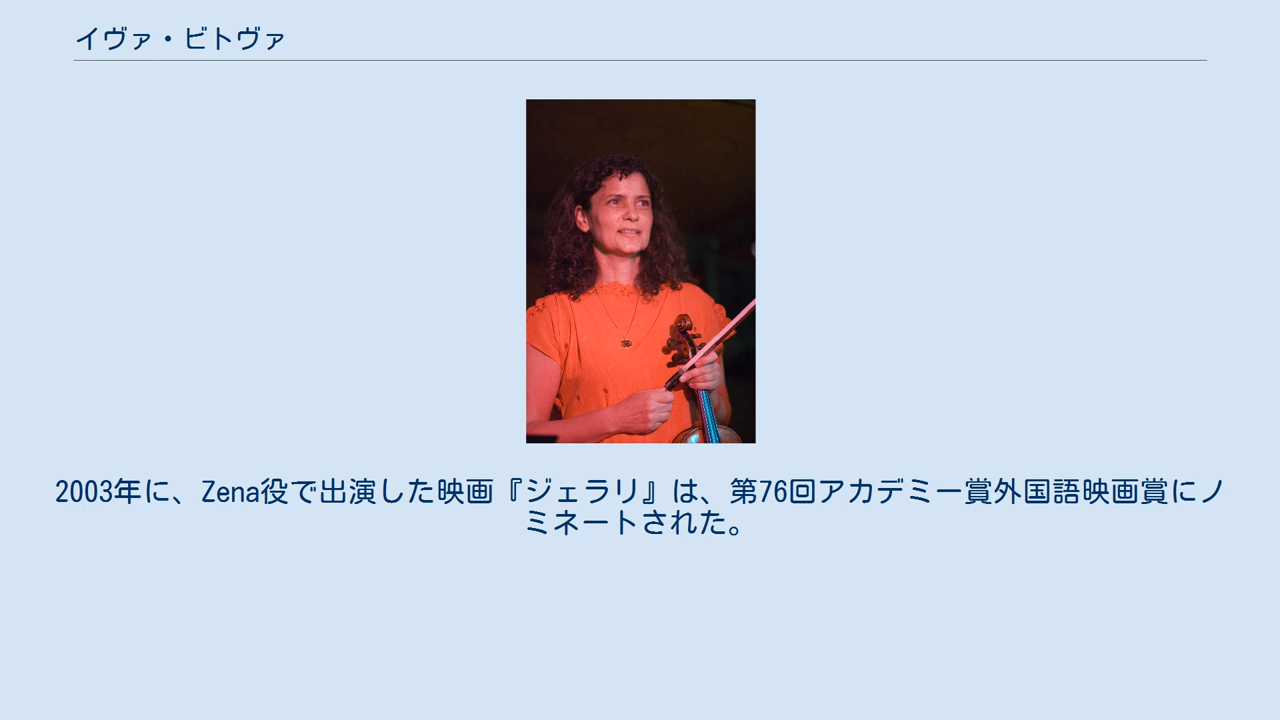 イヴァ・ビトヴァ
2003年に、Zena役で出演した映画『ジェラリ』は、第76回アカデミー賞外国語映画賞にノ
ミネートされた。